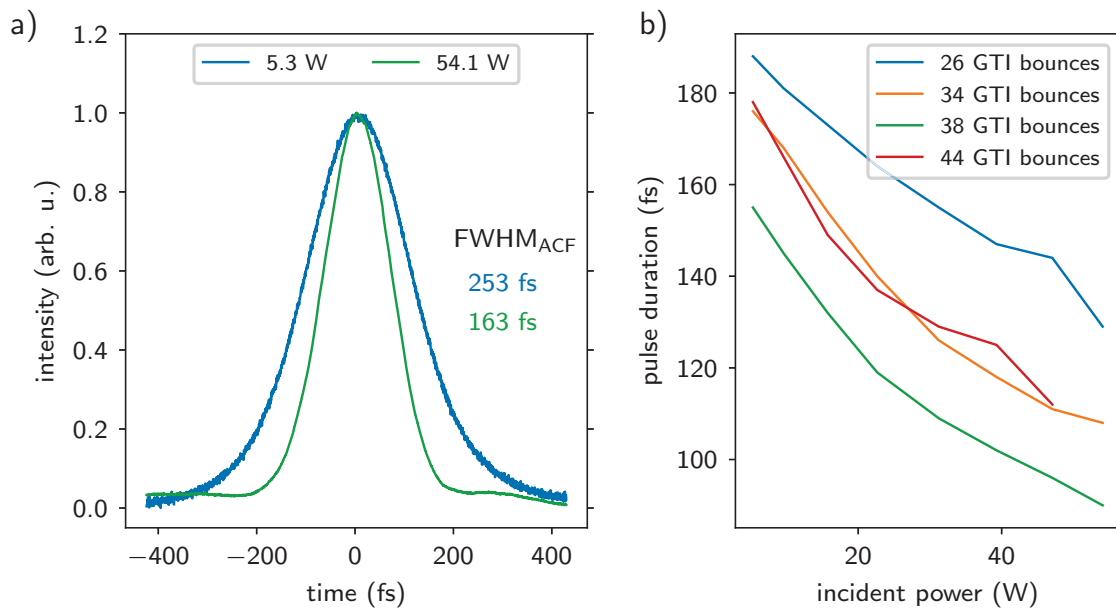 a)
1.2
1.0
0.8
0.6
0.4
0.2
0.0
intensity (arb. u.)
5.3 W
54.1 W
FWHM_ACF
253 fs
163 fs
−400
−200
0
200
400
time (fs)
b)
180
160
140
120
100
pulse duration (fs)
26 GTI bounces
34 GTI bounces
38 GTI bounces
44 GTI bounces
20
40
incident power (W)